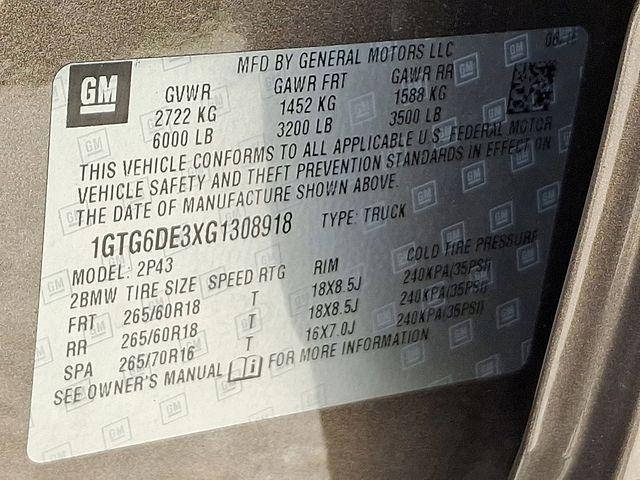 GM
MFD BY GENERAL MOTORS LLC
GVWR GAWR FRT GAWR RR
2722 KG 1452 KG 1588 KG
6000 LB 3200 LB 3500 LB
THIS VEHICLE CONFORMS TO ALL APPLICABLE U.S. FEDERAL MOTOR
VEHICLE SAFETY AND THEFT PREVENTION STANDARDS IN EFFECT ON
THE DATE OF MANUFACTURE SHOWN ABOVE.
1GTG6DE3XG1308918 TYPE: TRUCK
MODEL: 2P43
2BMW TIRE SIZE SPEED RTG RIM COLD TIRE PRESSURE
FRT 265/60R18 T 18X8.5J 240KPA(35PSI)
RR 265/60R18 T 18X8.5J 240KPA(35PSI)
SPA 265/70R16 T 16X7.0J 240KPA(35PSI)
SEE OWNER'S MANUAL FOR MORE INFORMATION